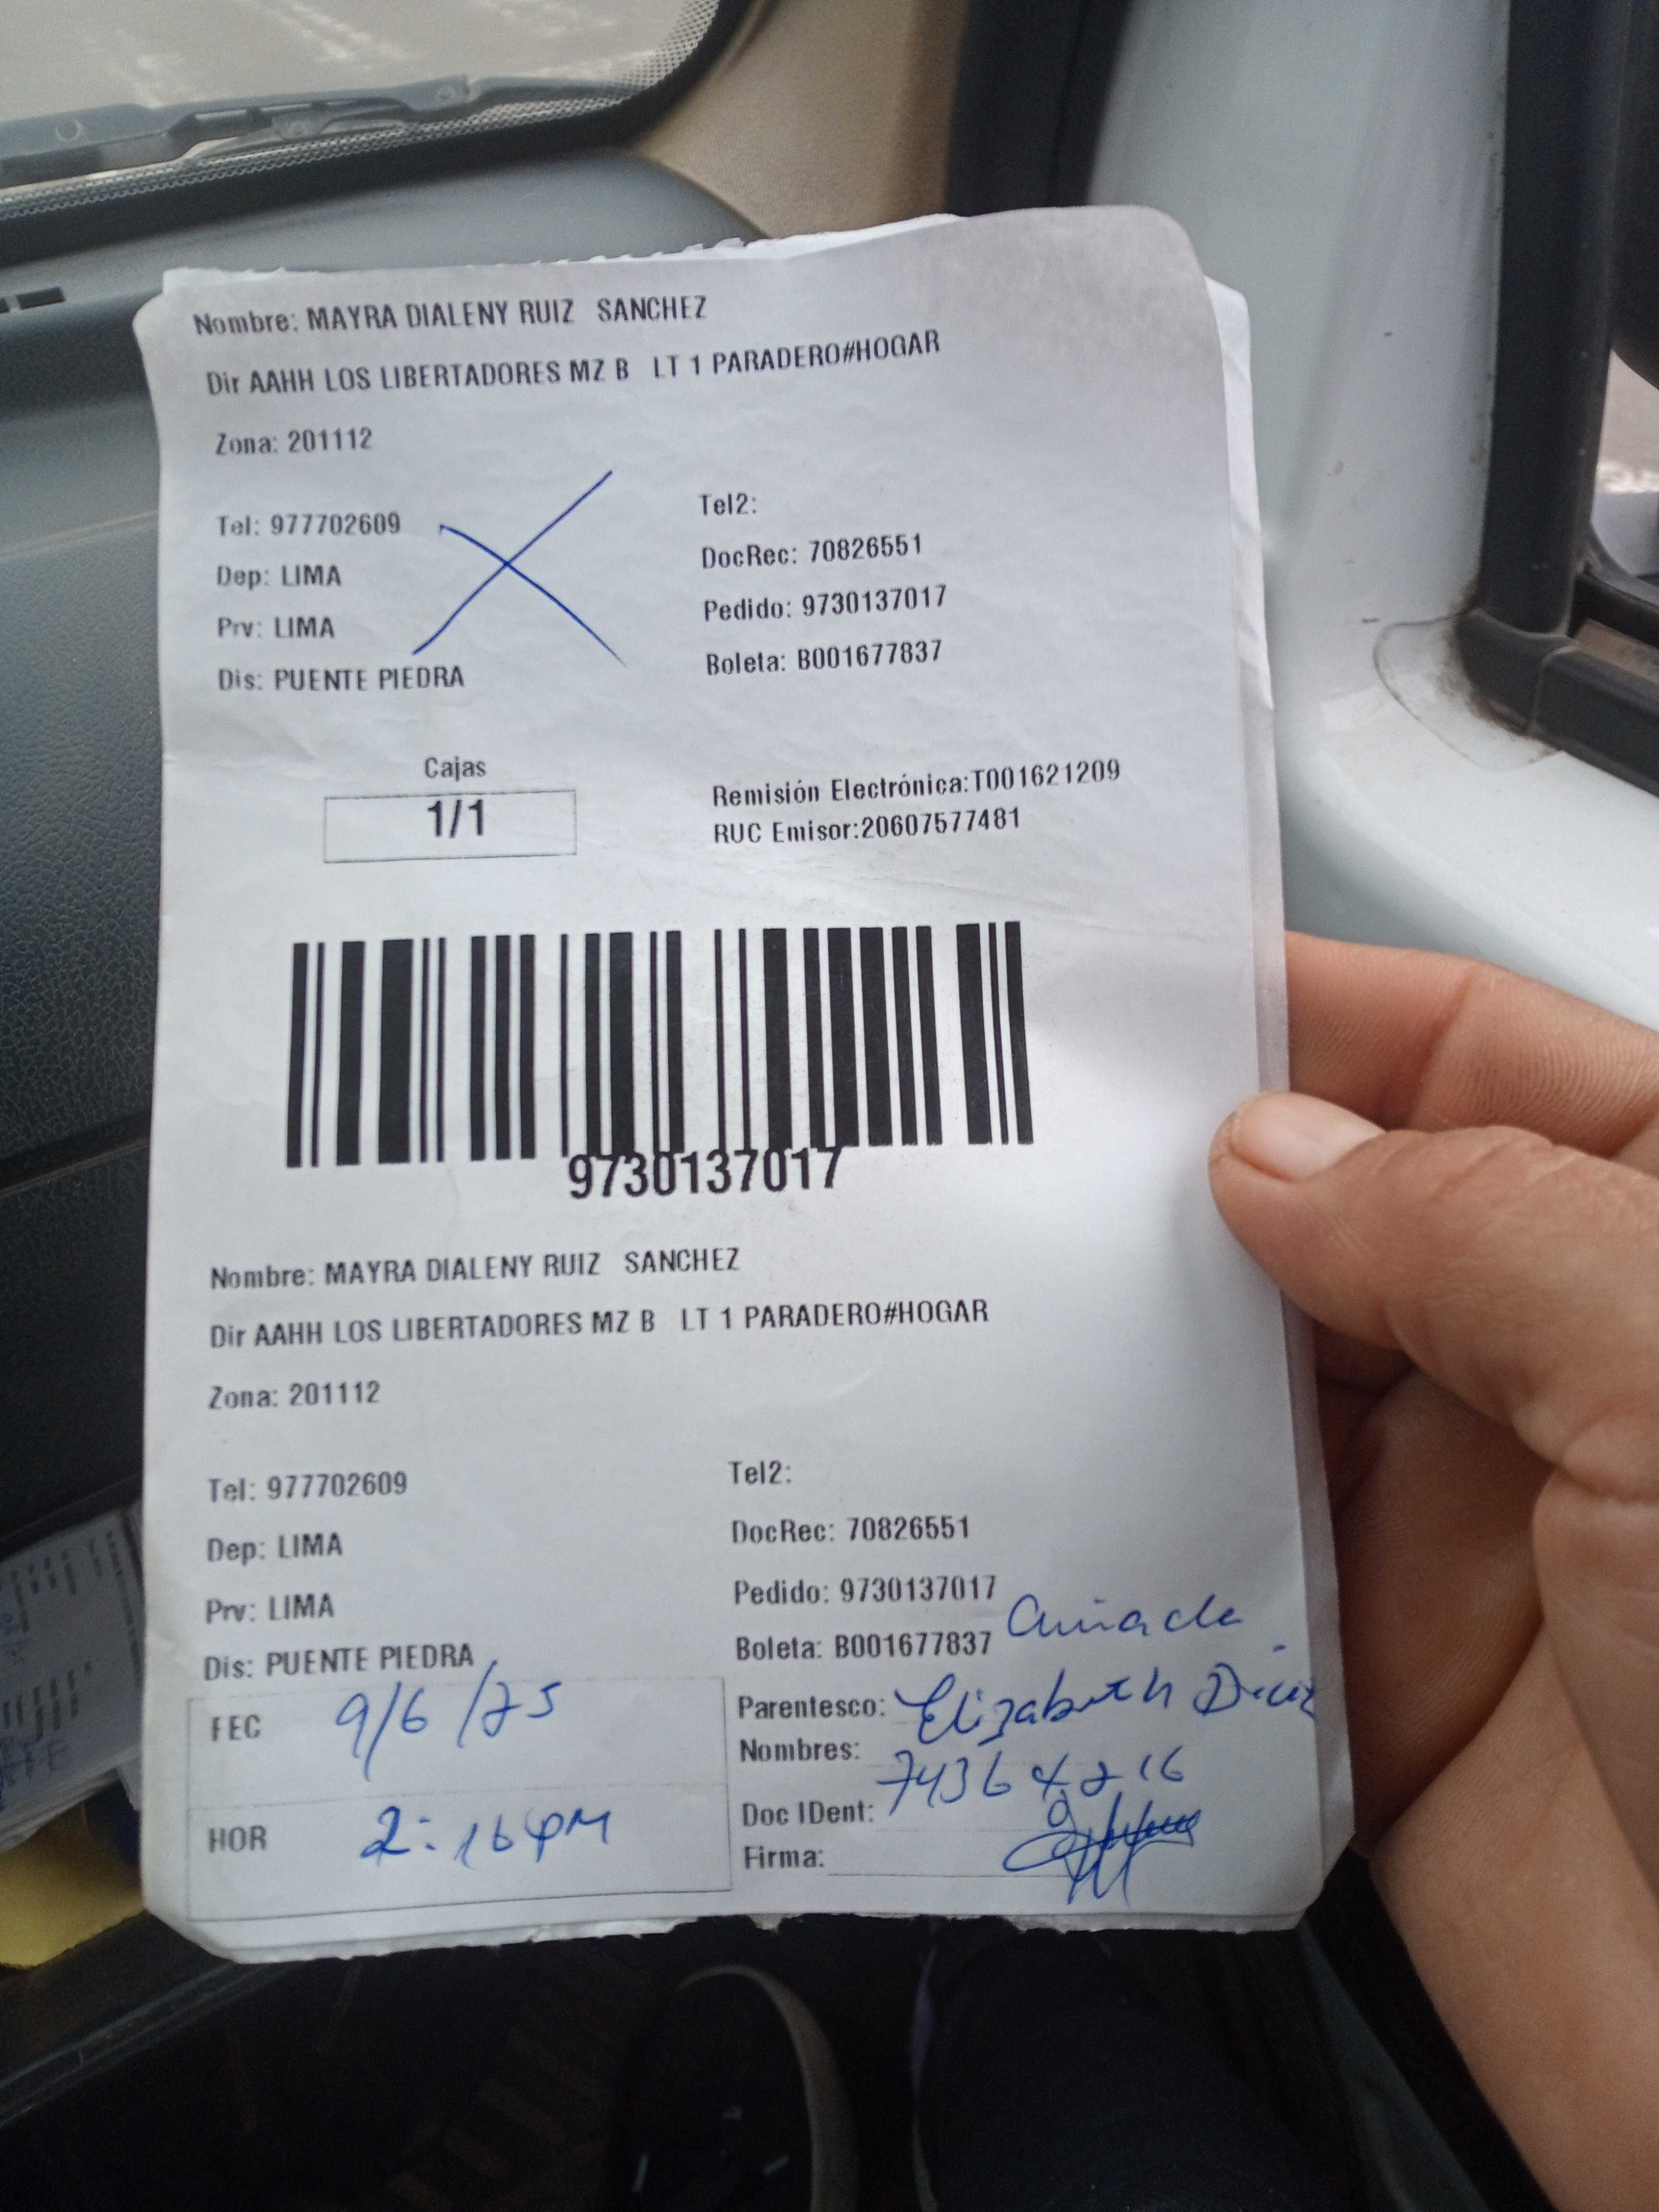 Nombre: MAYRA DIALENY RUIZ SANCHEZ
Dir AAHH LOS LIBERTADORES MZ B LT 1 PARADERO#HOGAR
Zona: 201112
Tel: 977702609
Tel2:
Dep: LIMA
DocRec: 70826551
Prv: LIMA
Pedido: 9730137017
Dis: PUENTE PIEDRA
Boleta: B001677837
Cajas
1/1
Remisión Electrónica:T001621209
RUC Emisor:20607577481
9730137017
Nombre: MAYRA DIALENY RUIZ SANCHEZ
Dir AAHH LOS LIBERTADORES MZ B LT 1 PARADERO#HOGAR
Zona: 201112
Tel: 977702609
Tel2:
Dep: LIMA
DocRec: 70826551
Prv: LIMA
Pedido: 9730137017
Dis: PUENTE PIEDRA
Boleta: B001677837
FEC 9/6/25
Parentesco: Elizabeth
Nombres:
HOR 2:16 PM
Doc IDent:
Firma: